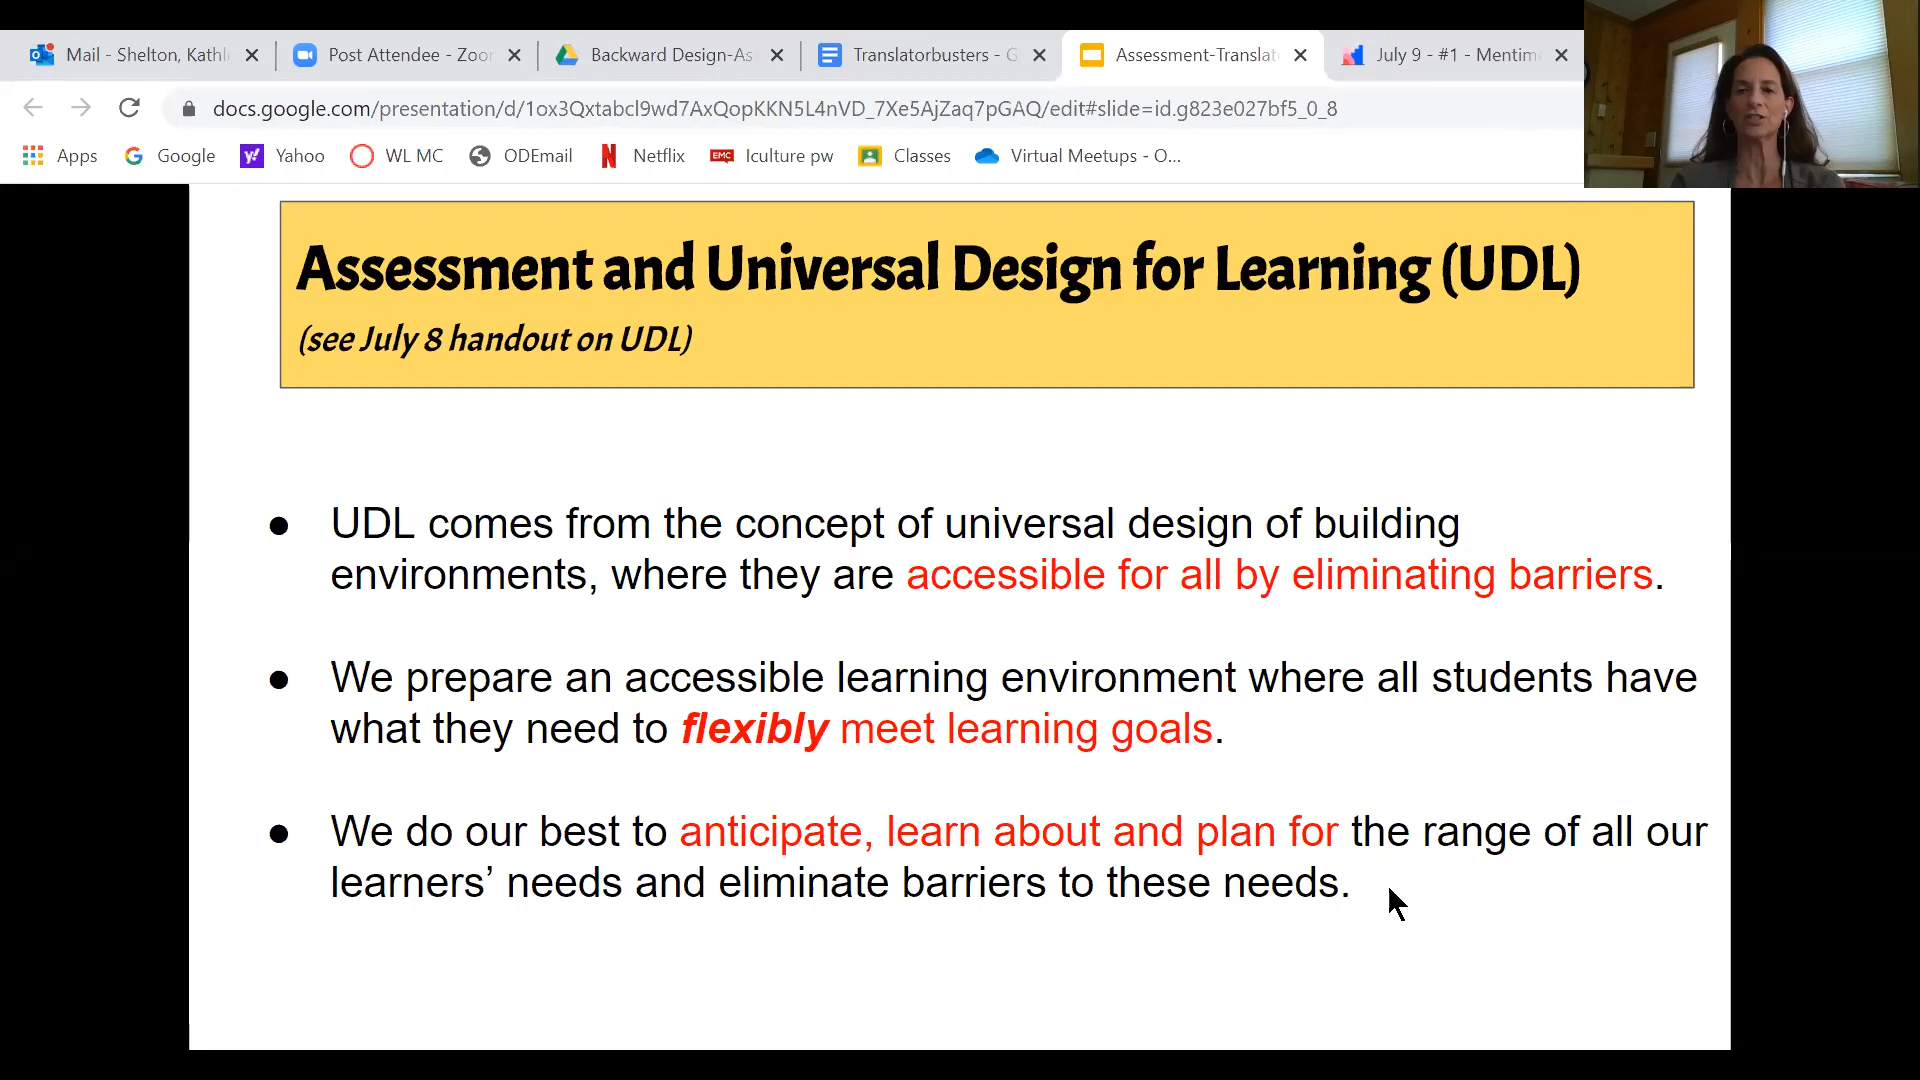 Mail - Shelton, Kathl
Post Attendee - Zoo
Backward Design-As
Translatorbusters - G
Assessment-Translat
July 9 - #1 - Mentim
docs.google.com/presentation/d/1ox3Qxtabcl9wd7AxQopKKN5L4nVD_7Xe5AjZaq7pGAQ/edit#slide=id.g823e027bf5_0_8
Apps
Google
Yahoo
WL MC
ODEmail
Netflix
EMC
Iculture pw
Classes
Virtual Meetups - O...
Assessment and Universal Design for Learning (UDL)
(see July 8 handout on UDL)
● UDL comes from the concept of universal design of building
environments, where they are accessible for all by eliminating barriers.
● We prepare an accessible learning environment where all students have
what they need to flexibly meet learning goals.
● We do our best to anticipate, learn about and plan for the range of all our
learners’ needs and eliminate barriers to these needs.